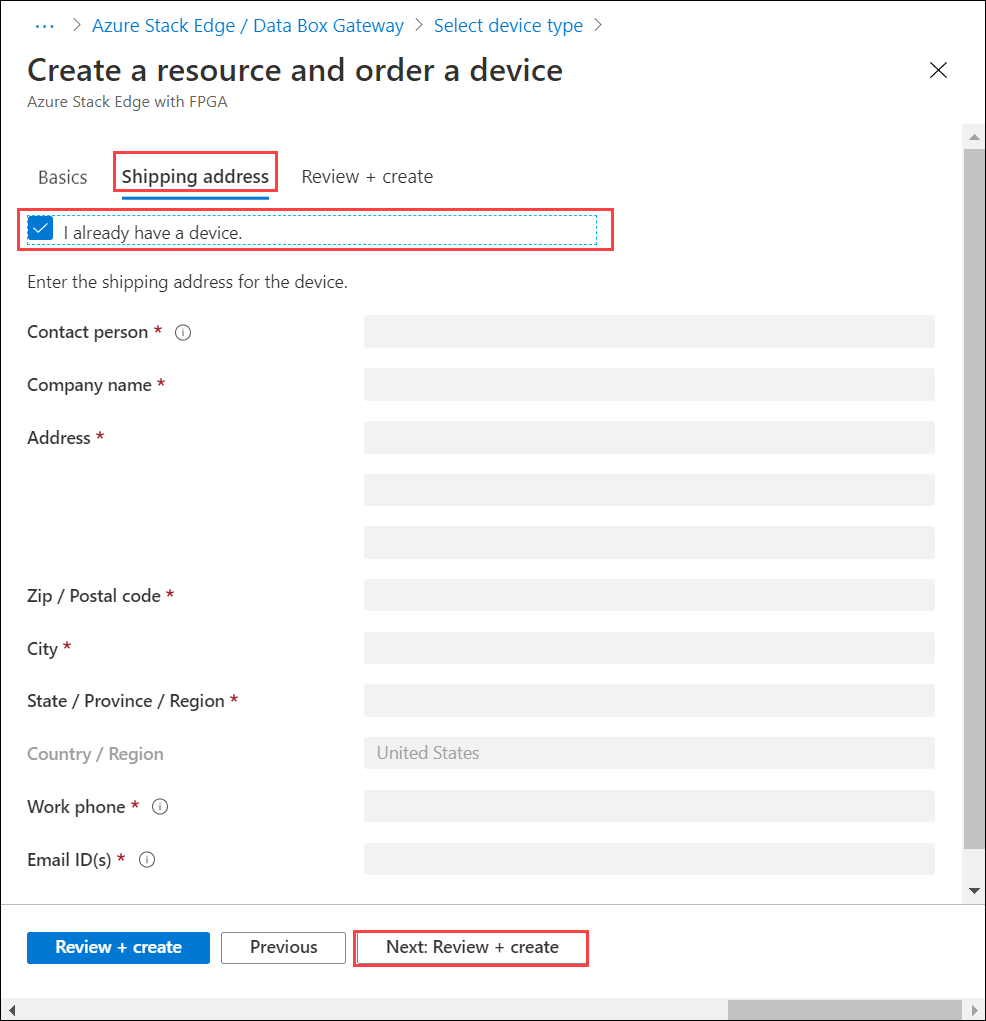 ... > Azure Stack Edge / Data Box Gateway > Select device type >
Create a resource and order a device
Azure Stack Edge with FPGA
Basics Shipping address Review + create
I already have a device.
Enter the shipping address for the device.
Contact person *
Company name *
Address *
Zip / Postal code *
City *
State / Province / Region *
Country / Region United States
Work phone *
Email ID(s) *
Review + create Previous Next: Review + create